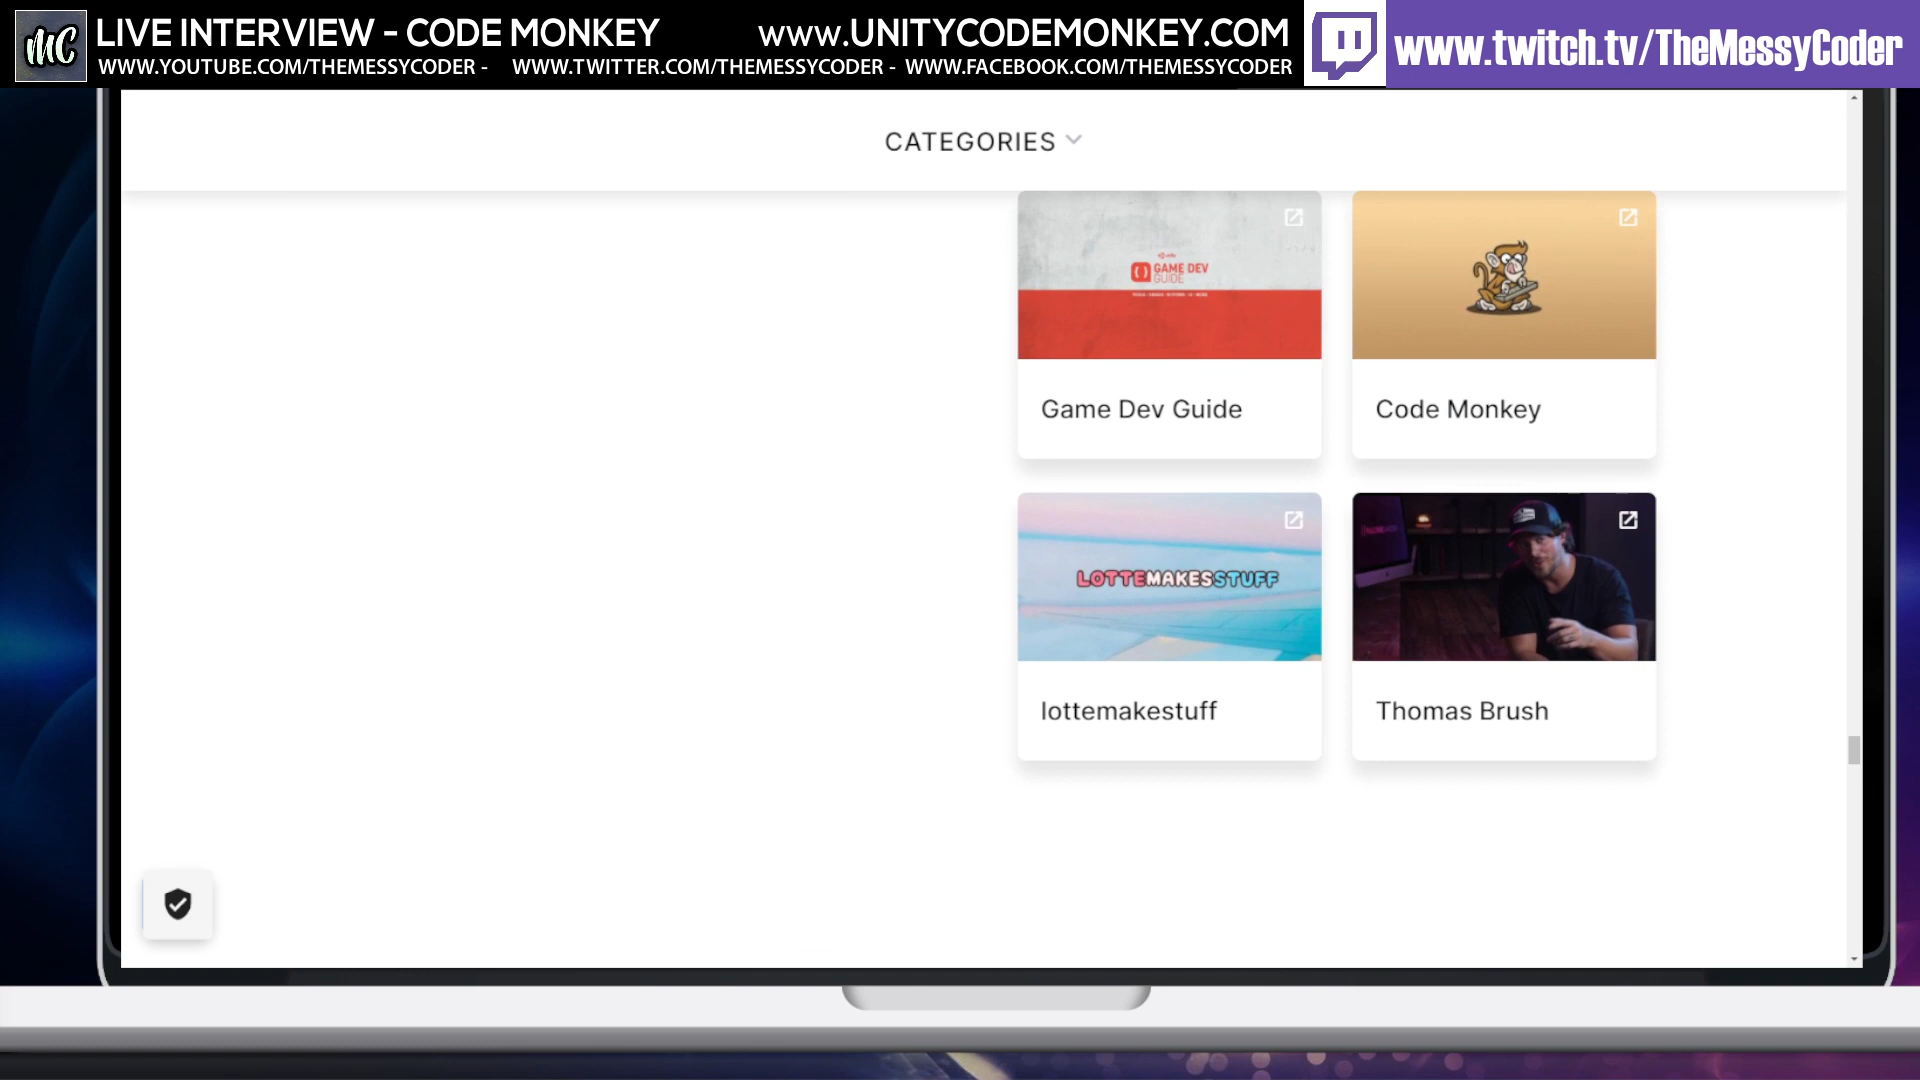 MC
LIVE INTERVIEW - CODE MONKEY
www.UNITYCODEMONKEY.COM
WWW.YOUTUBE.COM/THEMESSYCODER - WWW.TWITTER.COM/THEMESSYCODER - WWW.FACEBOOK.COM/THEMESSYCODER
www.twitch.tv/TheMessyCoder
CATEGORIES
GAME DEV
GUIDE
Game Dev Guide
Code Monkey
LOTTEMAKESSTUFF
lottemakestuff
Thomas Brush